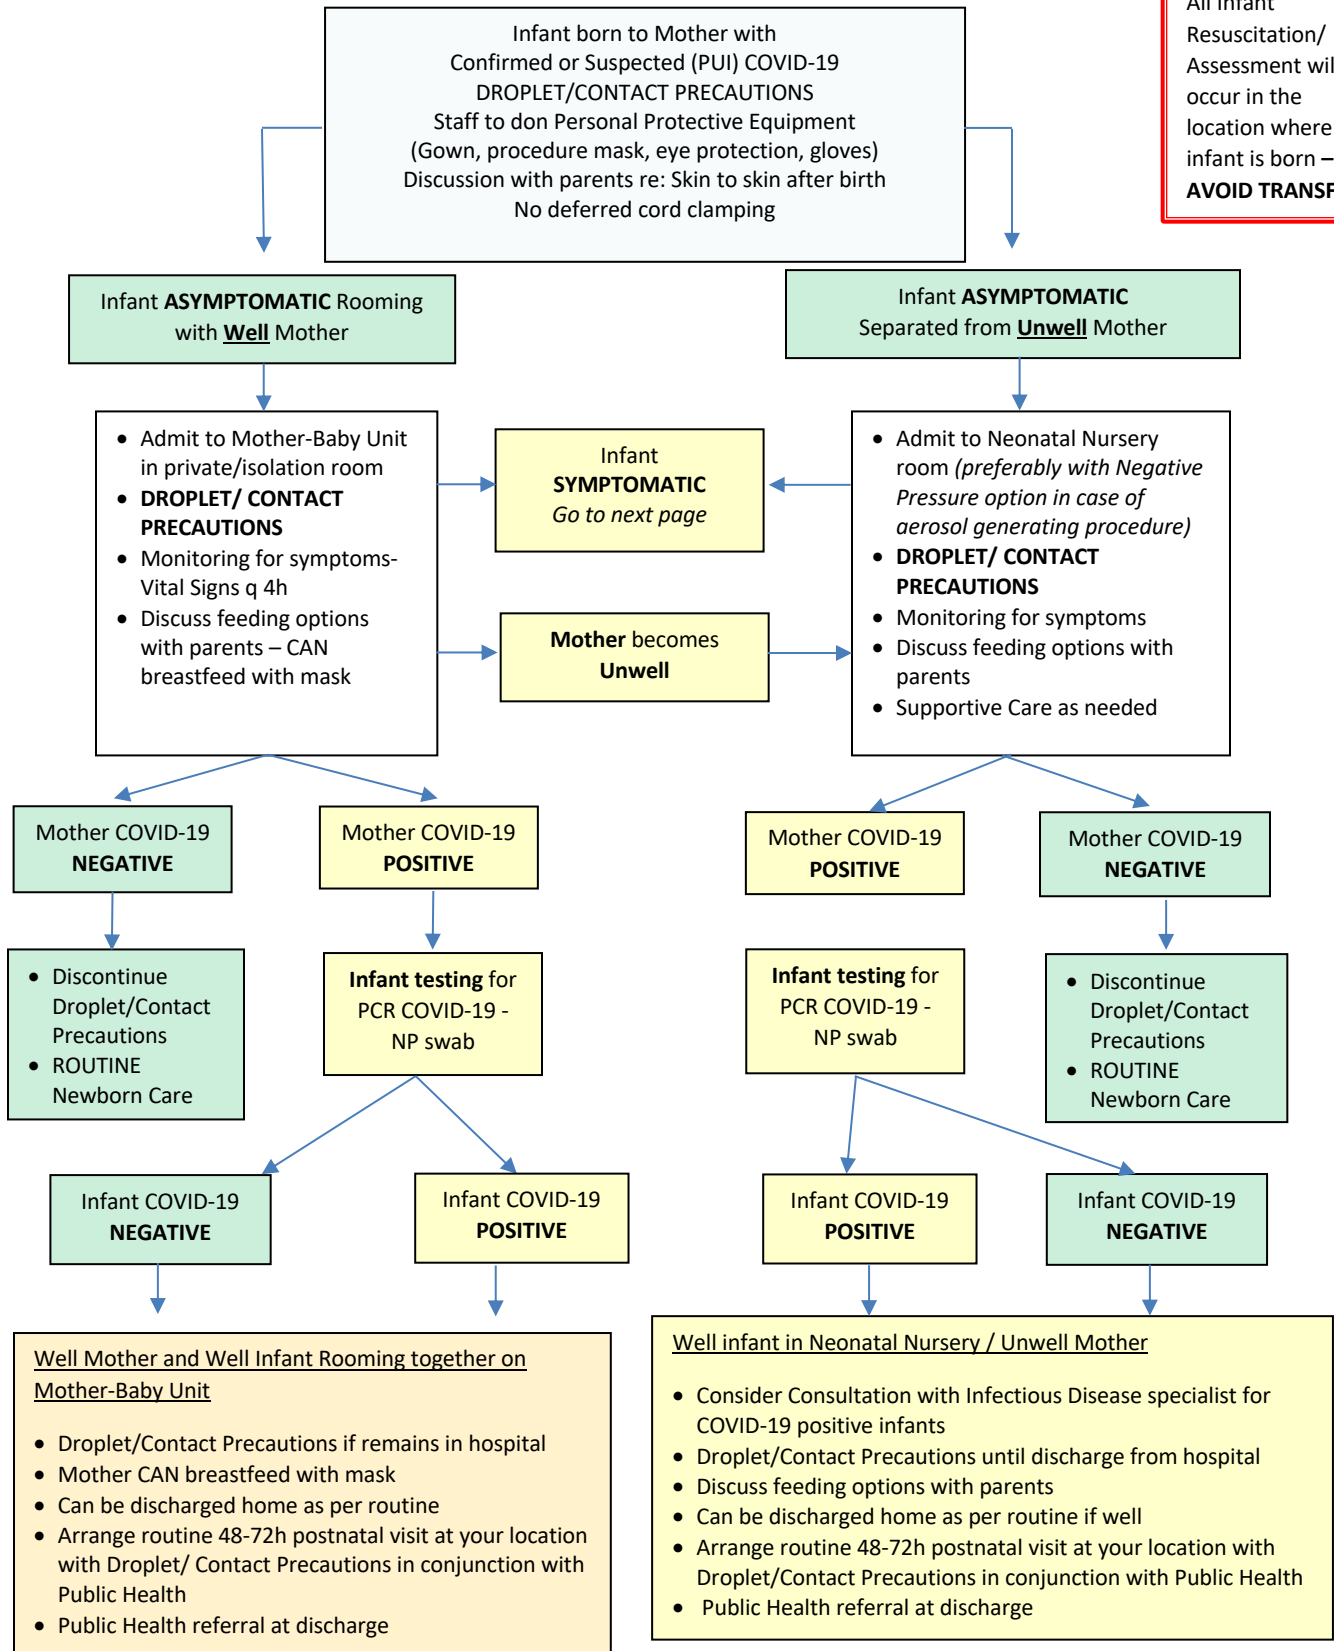 Infant born to Mother with
Confirmed or Suspected (PUI) COVID-19
DROPLET/CONTACT PRECAUTIONS
Staff to don Personal Protective Equipment
(Gown, procedure mask, eye protection, gloves)
Discussion with parents re: Skin to skin after birth
No deferred cord clamping
All Infant
Resuscitation/
Assessment wil
occur in the
location where
infant is born –
AVOID TRANSF
Infant ASYMPTOMATIC Rooming
with Well Mother
Infant ASYMPTOMATIC
Separated from Unwell Mother
• Admit to Mother-Baby Unit
in private/isolation room
• DROPLET/ CONTACT
PRECAUTIONS
• Monitoring for symptoms-
Vital Signs q 4h
• Discuss feeding options
with parents – CAN
breastfeed with mask
Infant
SYMPTOMATIC
Go to next page
Mother becomes
Unwell
• Admit to Neonatal Nursery
room (preferably with Negative
Pressure option in case of
aerosol generating procedure)
• DROPLET/ CONTACT
PRECAUTIONS
• Monitoring for symptoms
• Discuss feeding options with
parents
• Supportive Care as needed
Mother COVID-19
NEGATIVE
Mother COVID-19
POSITIVE
Mother COVID-19
POSITIVE
Mother COVID-19
NEGATIVE
• Discontinue
Droplet/Contact
Precautions
• ROUTINE
Newborn Care
Infant testing for
PCR COVID-19 -
NP swab
Infant testing for
PCR COVID-19 -
NP swab
• Discontinue
Droplet/Contact
Precautions
• ROUTINE
Newborn Care
Infant COVID-19
NEGATIVE
Infant COVID-19
POSITIVE
Infant COVID-19
POSITIVE
Infant COVID-19
NEGATIVE
Well Mother and Well Infant Rooming together on
Mother-Baby Unit
• Droplet/Contact Precautions if remains in hospital
• Mother CAN breastfeed with mask
• Can be discharged home as per routine
• Arrange routine 48-72h postnatal visit at your location
with Droplet/ Contact Precautions in conjunction with
Public Health
• Public Health referral at discharge
Well infant in Neonatal Nursery / Unwell Mother
• Consider Consultation with Infectious Disease specialist for
COVID-19 positive infants
• Droplet/Contact Precautions until discharge from hospital
• Discuss feeding options with parents
• Can be discharged home as per routine if well
• Arrange routine 48-72h postnatal visit at your location with
Droplet/Contact Precautions in conjunction with Public Health
• Public Health referral at discharge